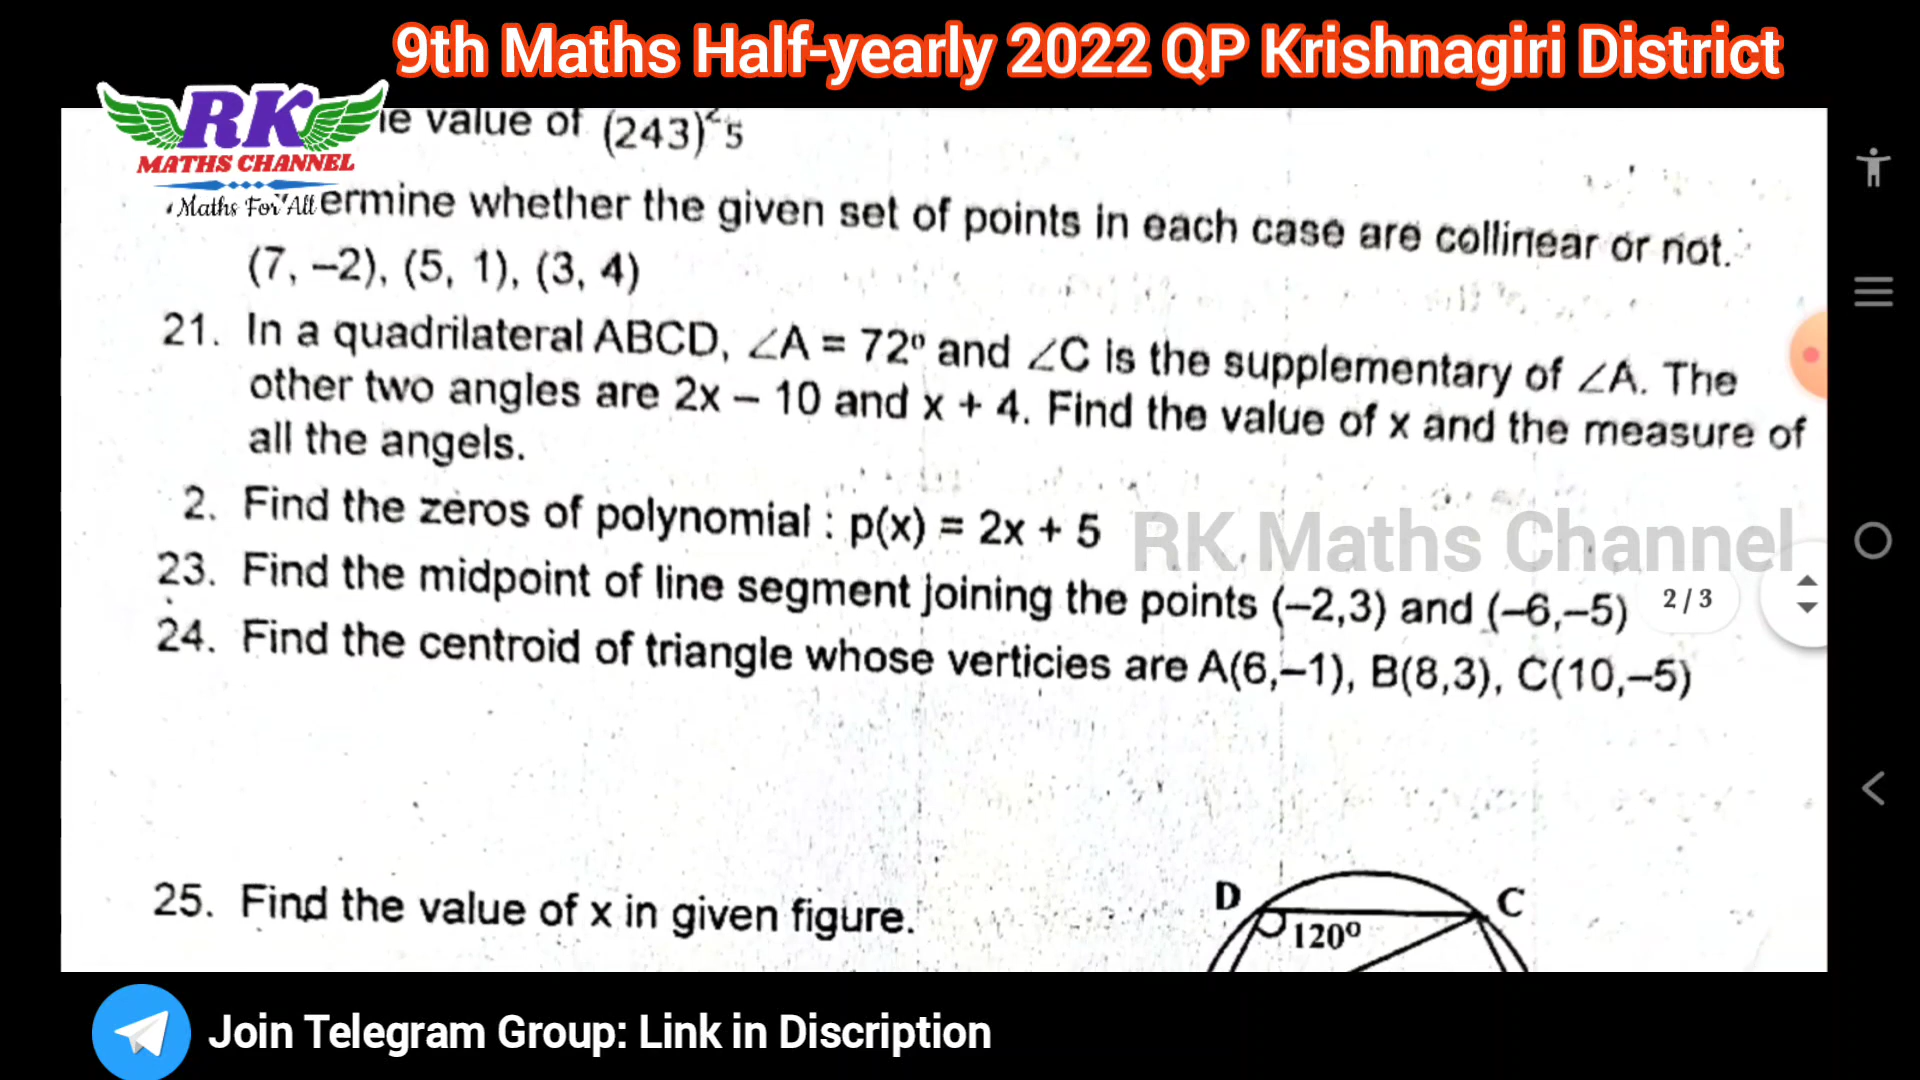 9th Maths Half-yearly 2022 QP Krishnagiri District
RK
MATHS CHANNEL
Maths For All
value of (243)²5
ermine whether the given set of points in each case are collinear or not.
(7, –2), (5, 1), (3, 4)
21. In a quadrilateral ABCD, ∠A = 72⁰ and ∠C is the supplementary of ∠A. The
other two angles are 2x – 10 and x + 4. Find the value of x and the measure of
all the angels.
2. Find the zeros of polynomial : p(x) = 2x + 5
RK Maths Channel
23. Find the midpoint of line segment joining the points (–2,3) and (–6,–5)
2 / 3
24. Find the centroid of triangle whose verticies are A(6,–1), B(8,3), C(10,–5)
25. Find the value of x in given figure.
D
C
120⁰
Join Telegram Group: Link in Discription